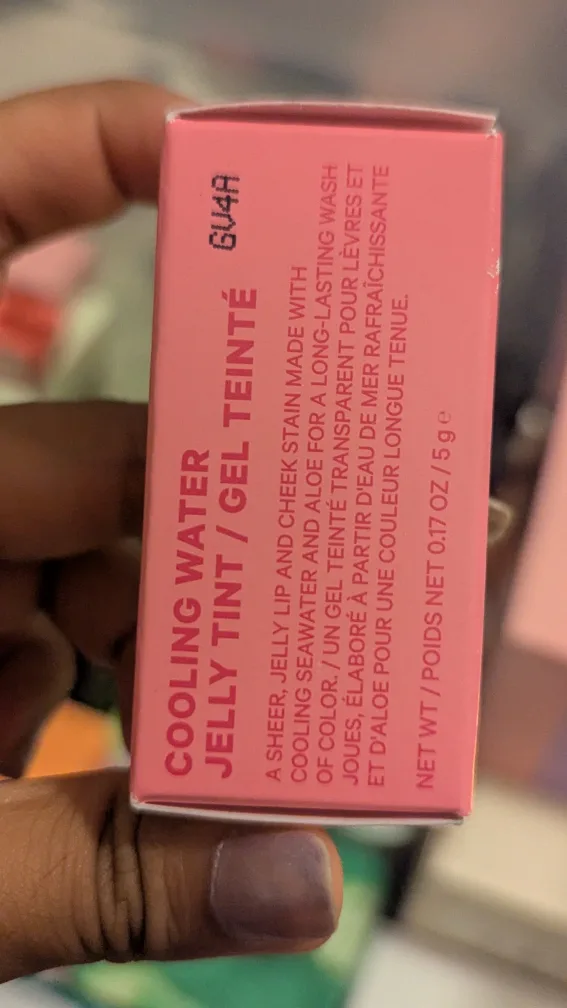 COOLING WATER
JELLY TINT / GEL TEINTÉ
GV4A
A SHEER, JELLY LIP AND CHEEK STAIN MADE WITH
COOLING SEAWATER AND ALOE FOR A LONG-LASTING WASH
OF COLOR. / UN GEL TEINTÉ TRANSPARENT POUR LÈVRES ET
JOUES, ÉLABORÉ À PARTIR D'EAU DE MER RAFRAÎCHISSANTE
ET D'ALOE POUR UNE COULEUR LONGUE TENUE.
NET WT / POIDS NET 0.17 OZ / 5 g ℮